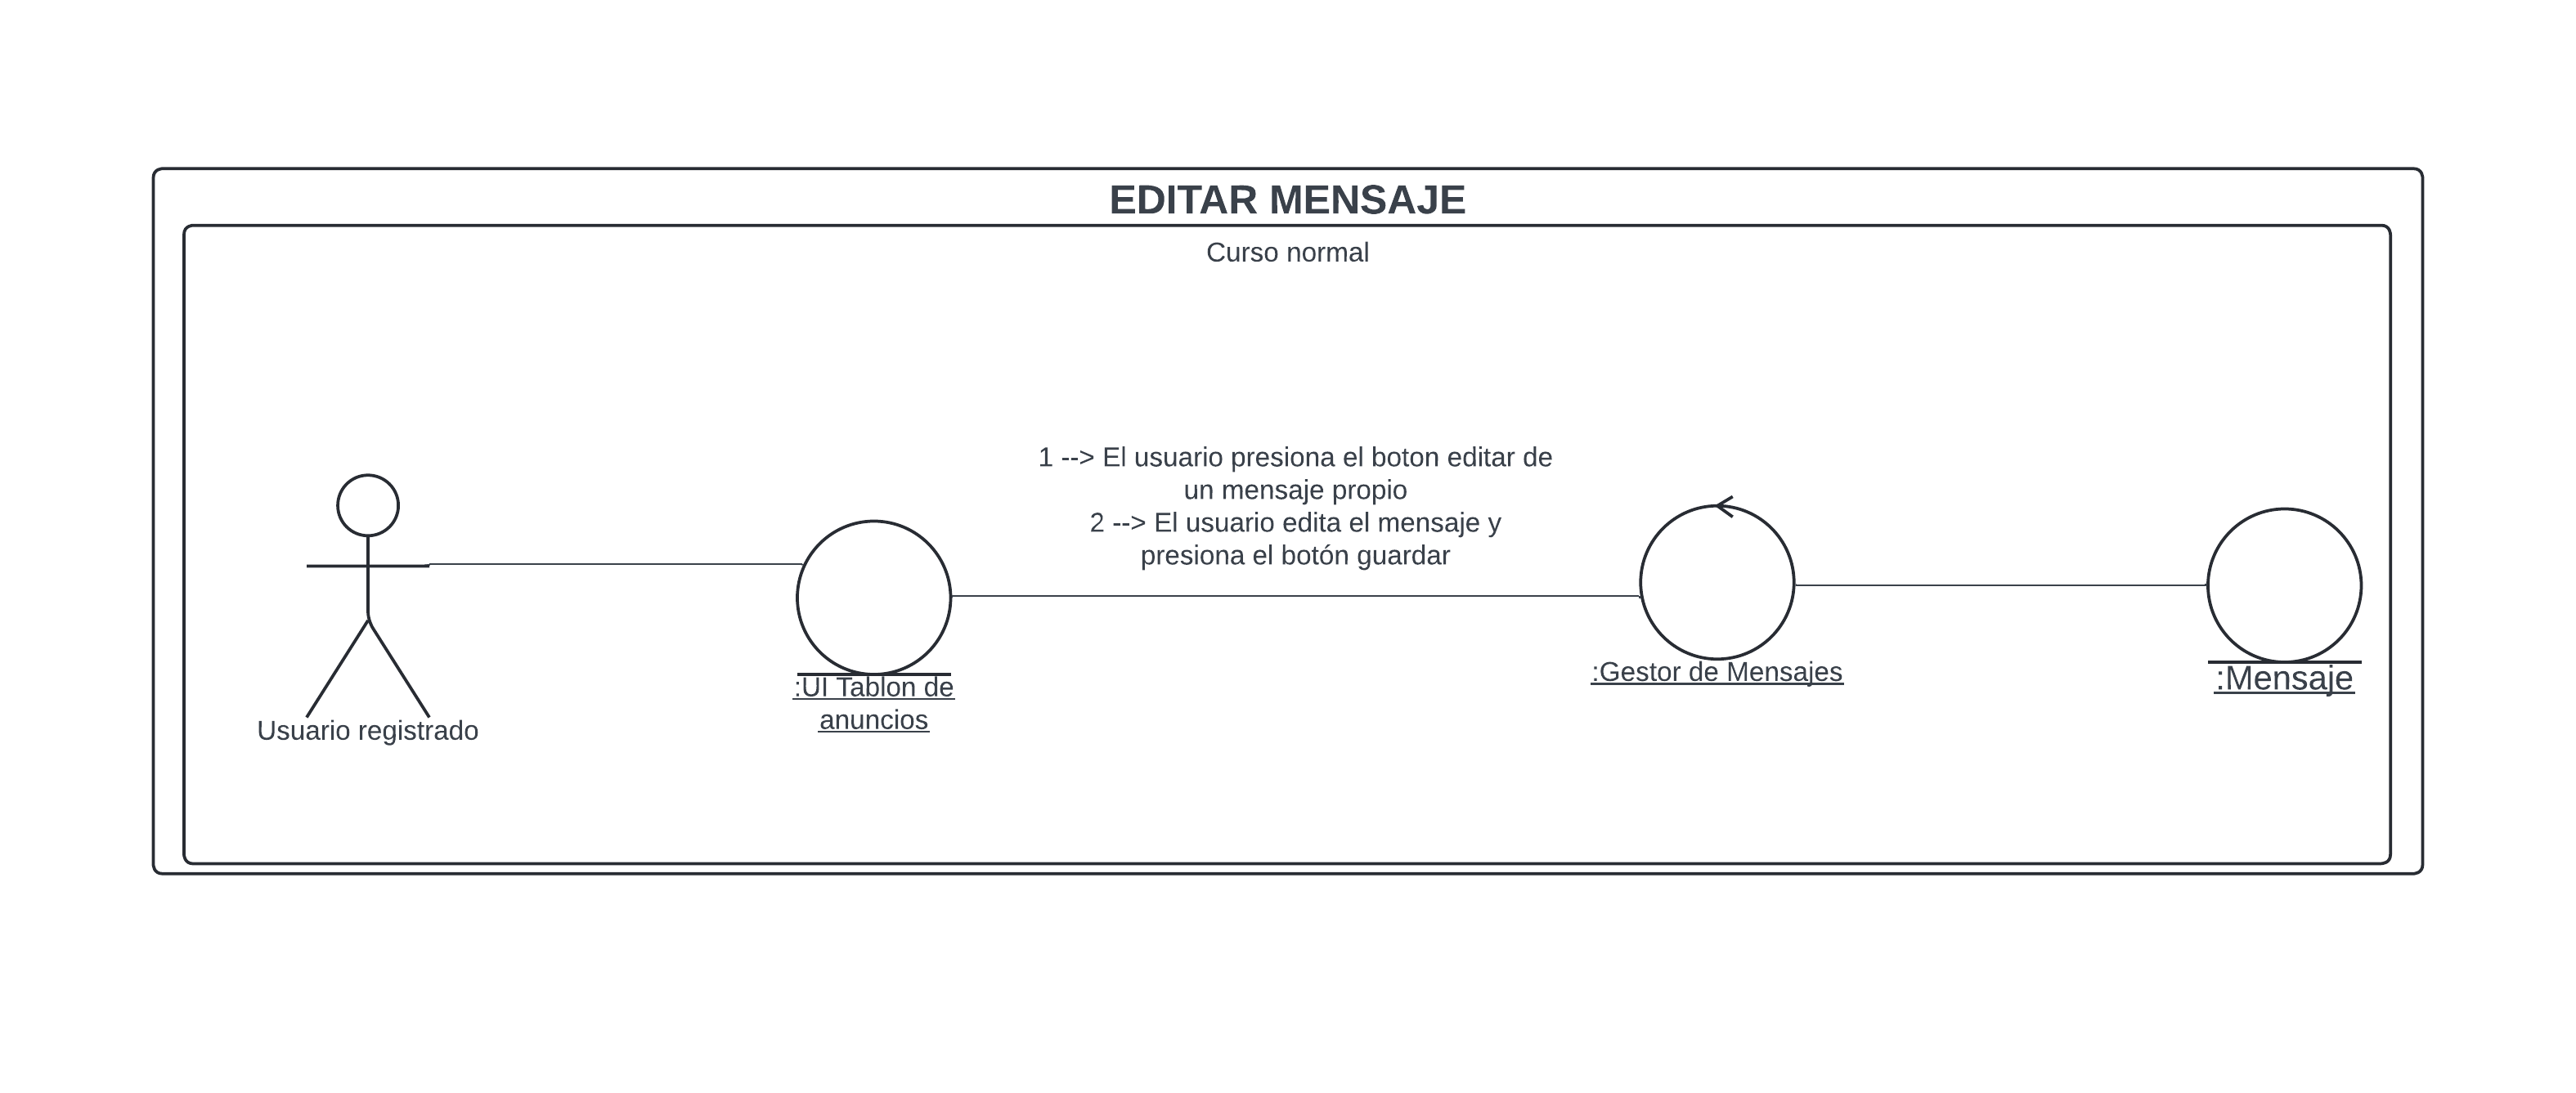 EDITAR MENSAJE
Curso normal
1 --> El usuario presiona el boton editar de
un mensaje propio
2 --> El usuario edita el mensaje y
presiona el botón guardar
Usuario registrado
:UI Tablon de
anuncios
:Gestor de Mensajes
:Mensaje